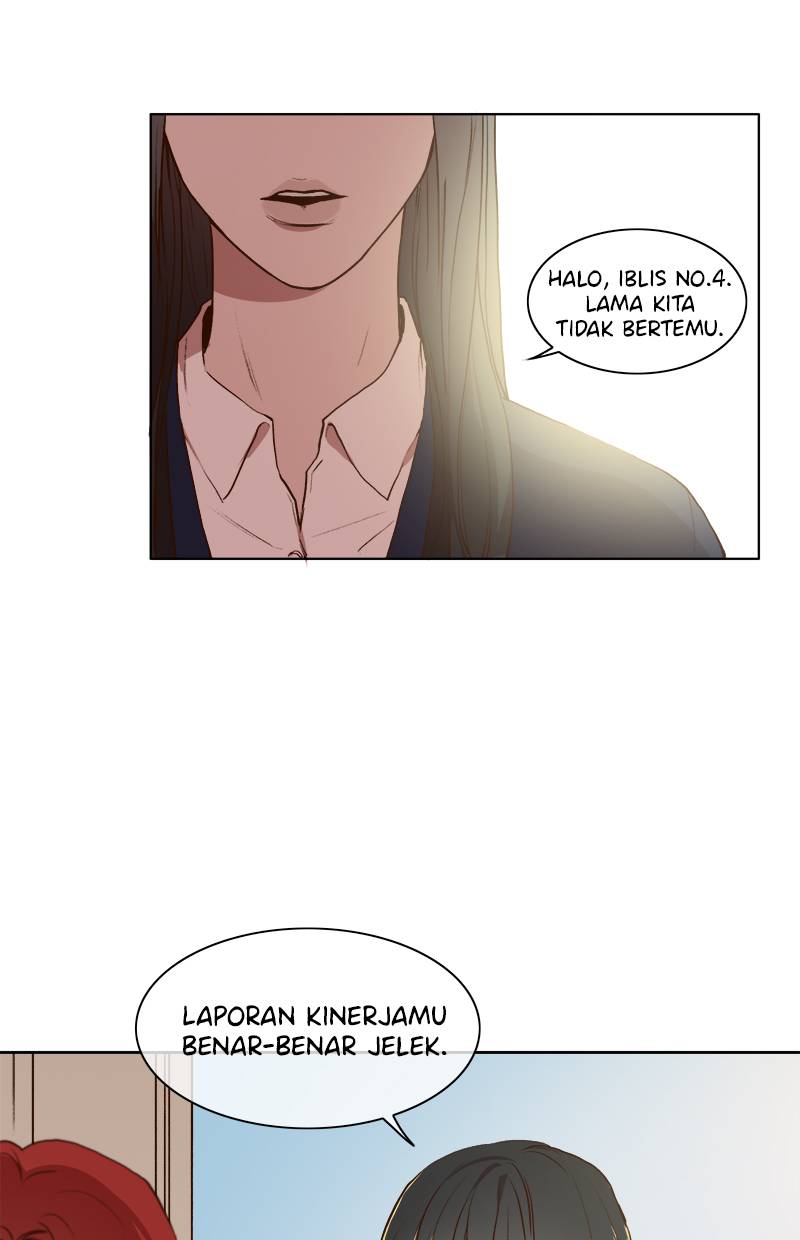 HALO, IBLIS NO.4.
LAMA KITA
TIDAK BERTEMU.
LAPORAN KINERJAMU
BENAR-BENAR JELEK.